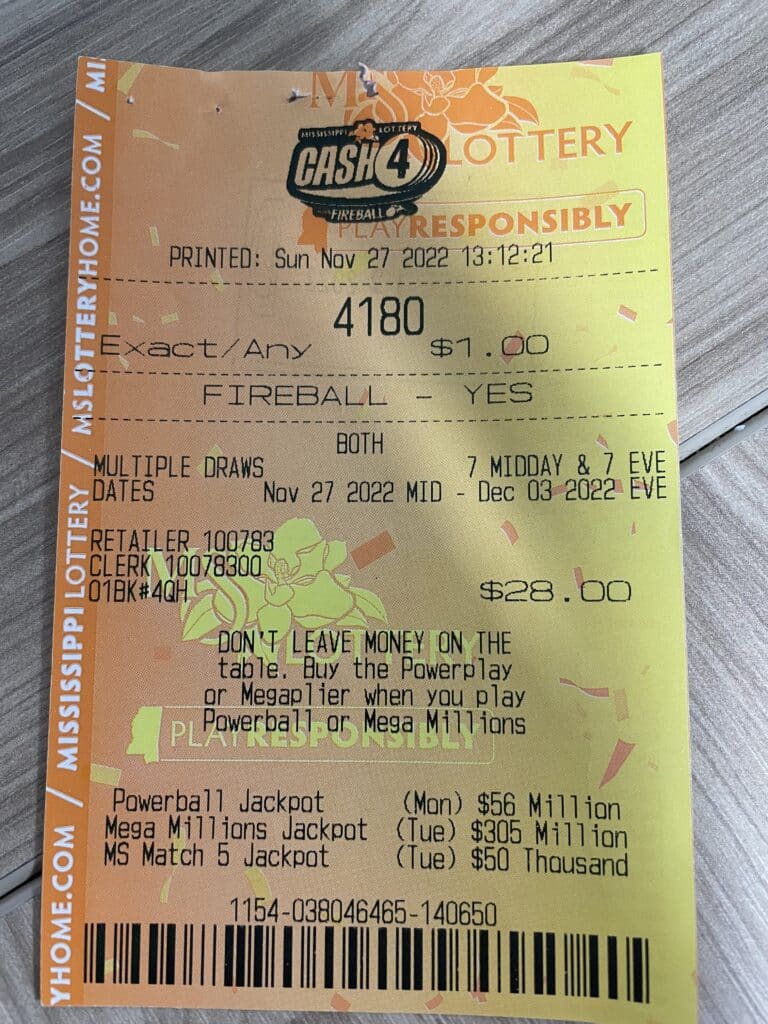 MISSISSIPPI LOTTERY
CASH 4
FIREBALL
MS LOTTERY
PLAY RESPONSIBLY
PRINTED: Sun Nov 27 2022 13:12:21
4180
Exact/Any $1.00
FIREBALL - YES
BOTH
MULTIPLE DRAWS 7 MIDDAY & 7 EVE
DATES Nov 27 2022 MID - Dec 03 2022 EVE
RETAILER 100783
CLERK 10078300
01BK#4QH $28.00
MS LOTTERY
DON'T LEAVE MONEY ON THE
table. Buy the Powerplay
or Megaplier when you play
Powerball or Mega Millions
PLAY RESPONSIBLY
Powerball Jackpot (Mon) $56 Million
Mega Millions Jackpot (Tue) $305 Million
MS Match 5 Jackpot (Tue) $50 Thousand
1154-038046465-140650
YHOME.COM / MISSISSIPPI LOTTERY / MSLOTTERYHOME.COM / MI